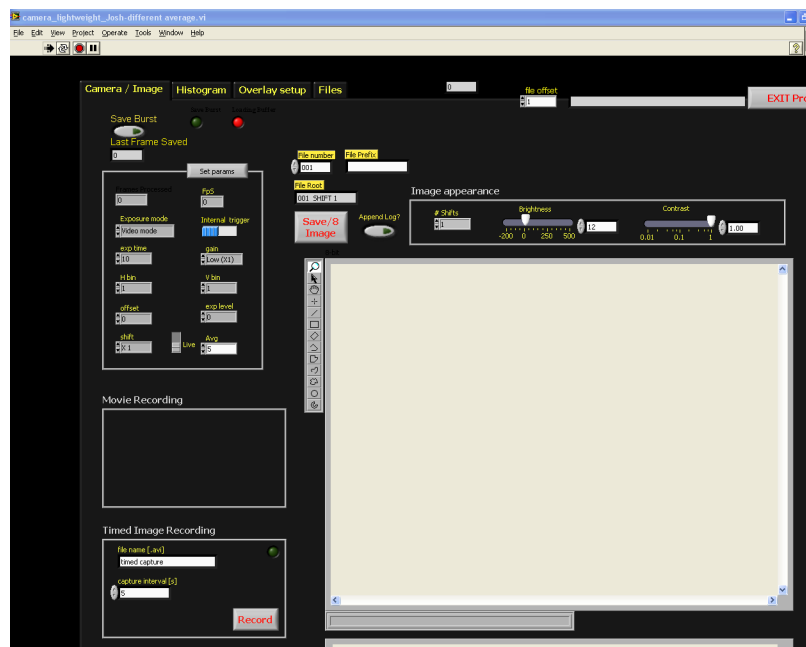 camera_lightweight_Josh-different average.vi
File Edit View Project Operate Tools Window Help
Camera / Image Histogram Overlay setup Files
0
file offset
1
EXIT Pro
Save Burst
Last Frame Saved
0
Set params
Frames Processed
0
FpS
0
Exposure mode
Video mode
Internal trigger
exp time
10
gain
Low (X1)
H bin
1
V bin
1
offset
0
exp level
0
shift
X 1
Live
Avg
5
File number
001
File Prefix
File Root
001 SHIFT 1
Save/8
Image
Append Log?
Image appearance
# Shifts
1
Brightness
-200 0 250 500
12
Contrast
0.01 0.1 1
1.00
Movie Recording
Timed Image Recording
file name [.avi]
timed capture
capture interval [s]
5
Record